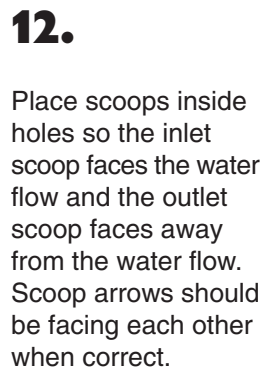 12.
Place scoops inside
holes so the inlet
scoop faces the water
flow and the outlet
scoop faces away
from the water flow.
Scoop arrows should
be facing each other
when correct.